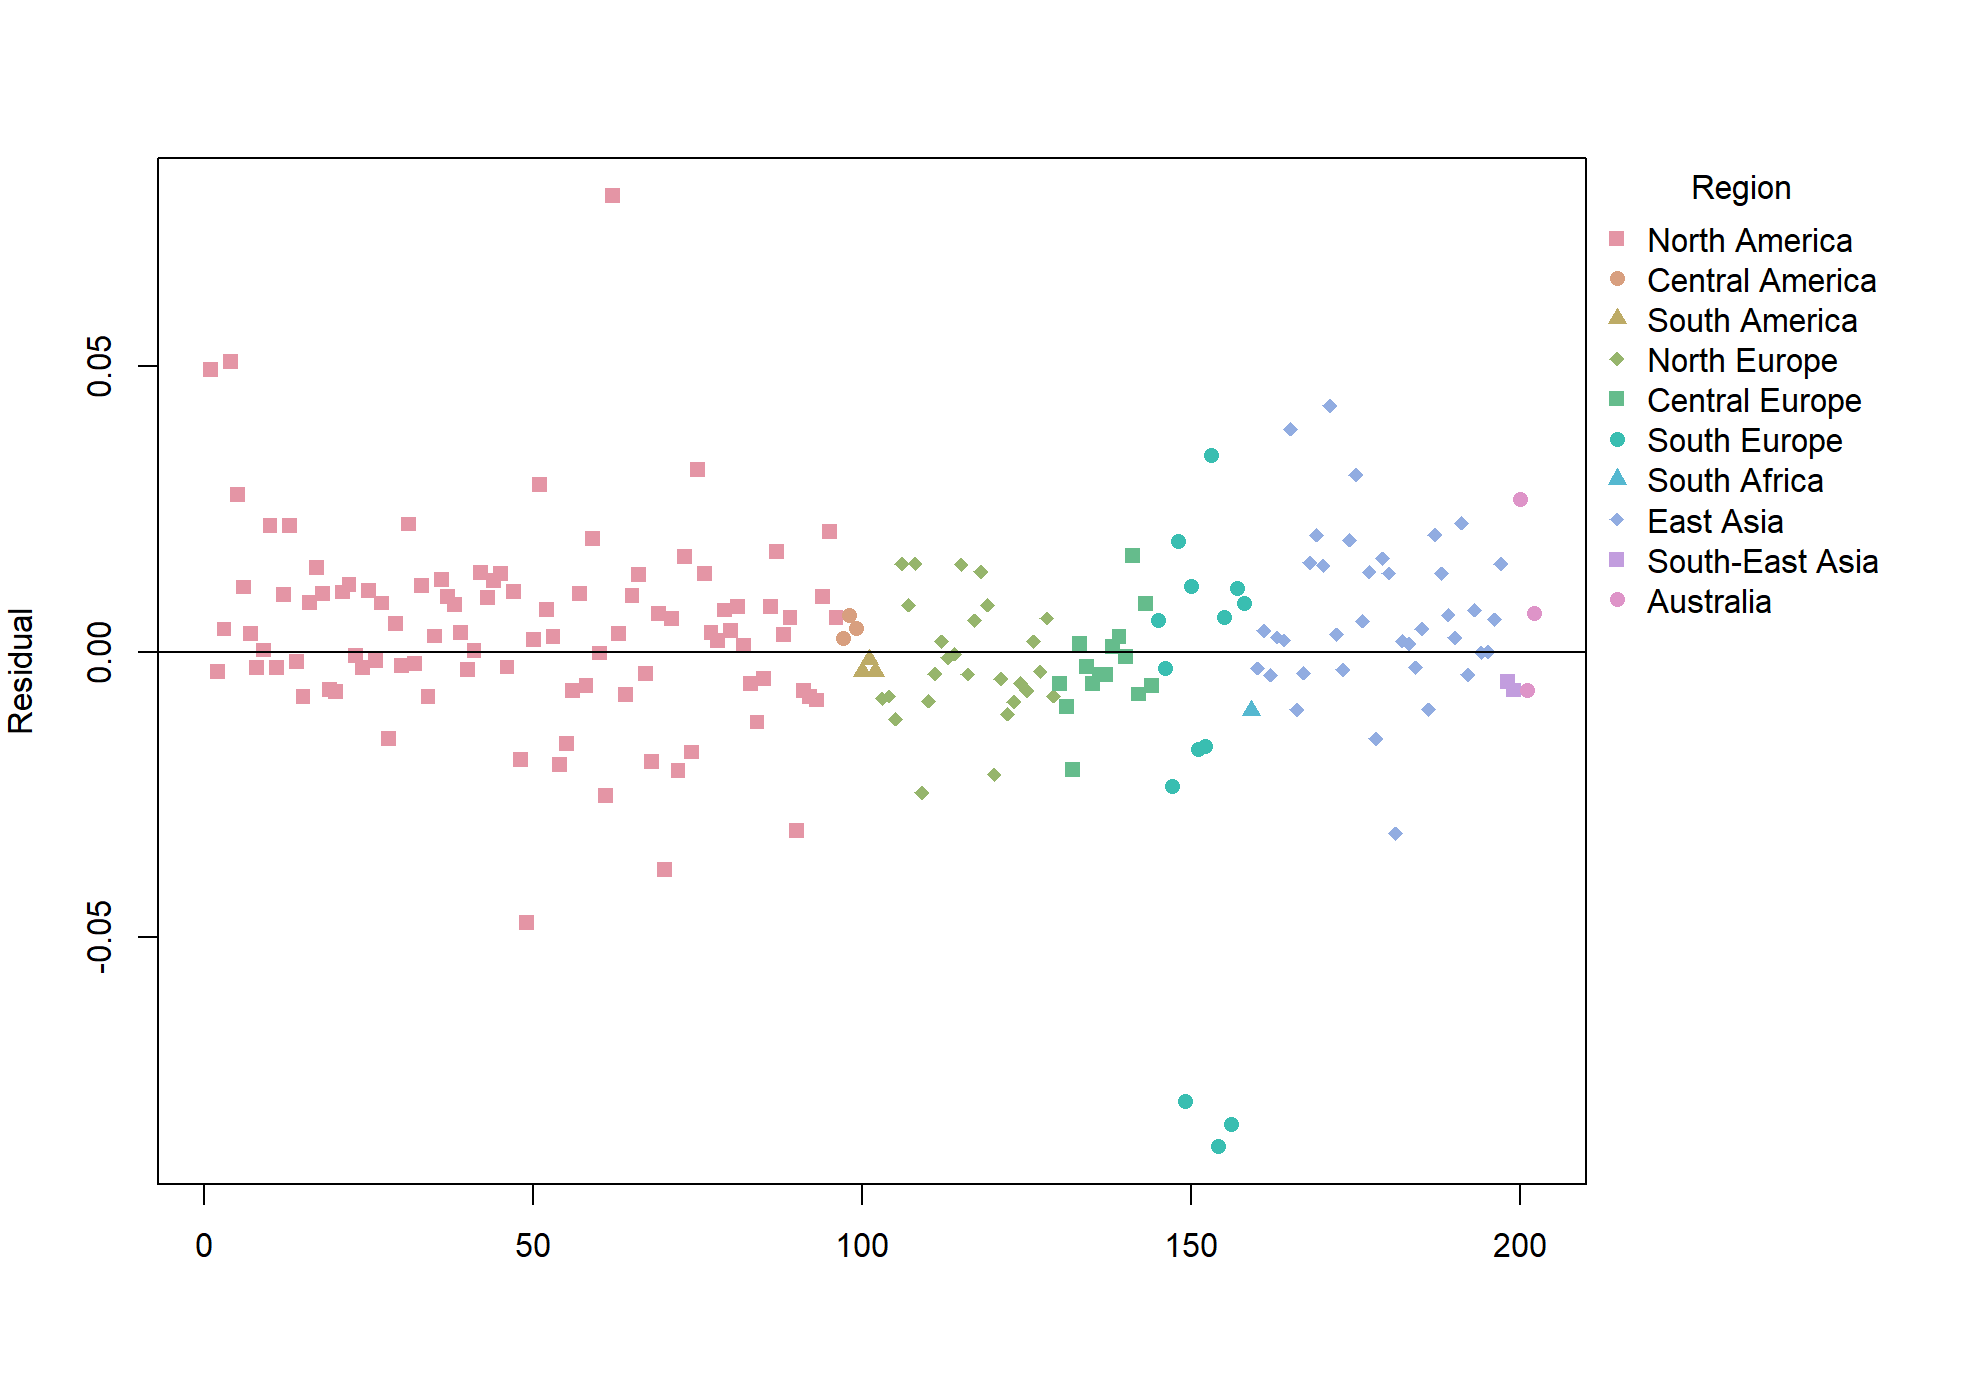 Region
North America
Central America
South America
North Europe
Central Europe
South Europe
South Africa
East Asia
South-East Asia
Australia
Residual
0.05
0.00
-0.05
0 50 100 150 200